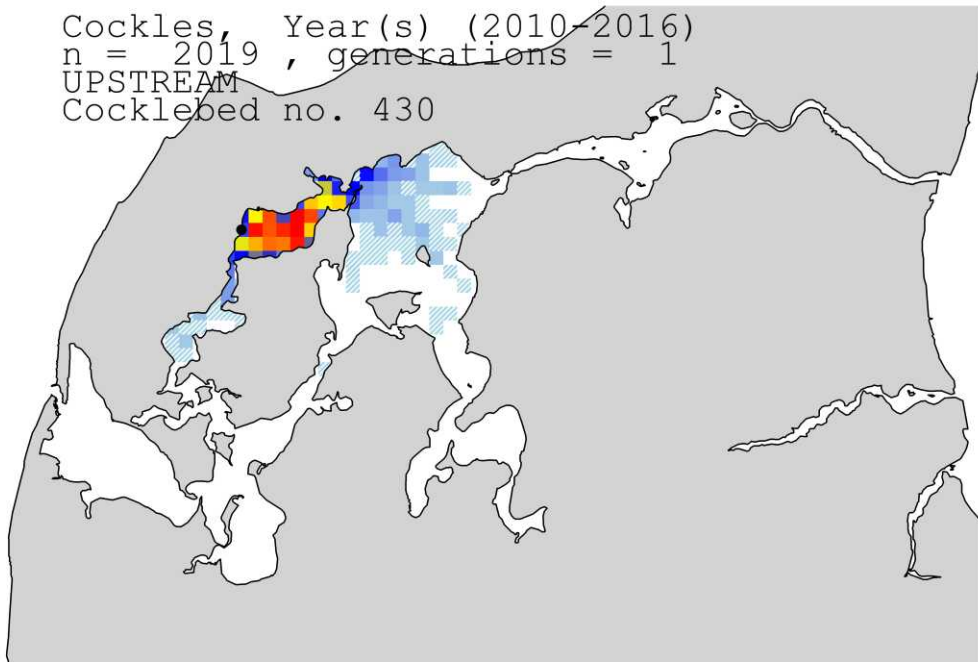 Cockles, Year(s) (2010-2016)
n = 2019 , generations = 1
UPSTREAM
Cocklebed no. 430